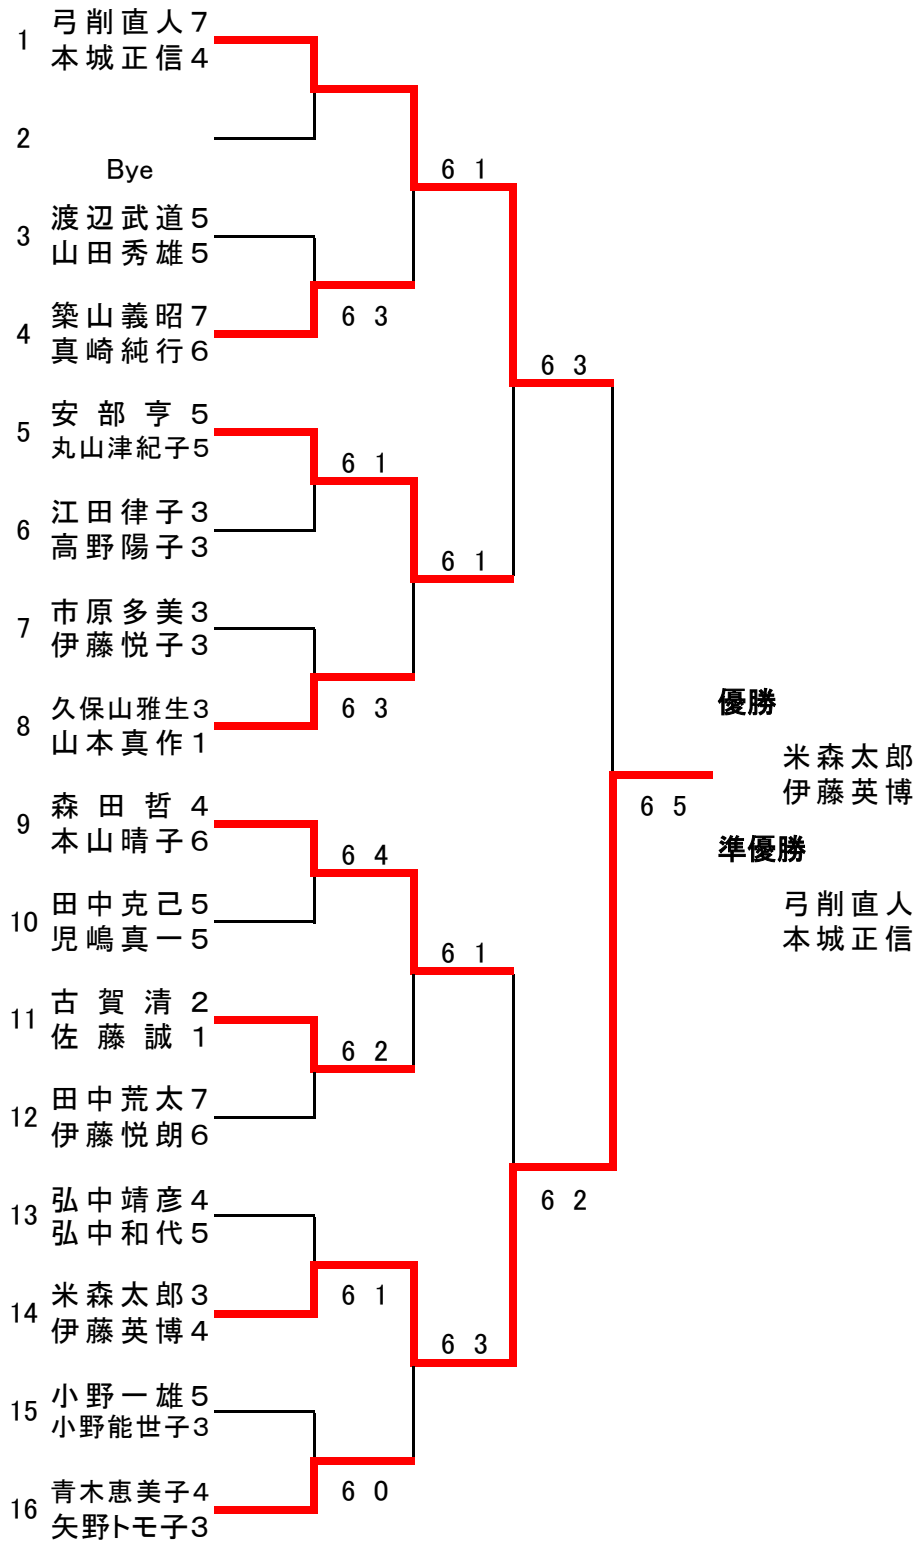 1
弓削直人7
本城正信4
2
Bye
3
渡辺武道5
山田秀雄5
4
築山義昭7
真崎純行6
5
安部亨5
丸山津紀子5
6
江田律子3
高野陽子3
7
市原多美3
伊藤悦子3
8
久保山雅生3
山本真作1
9
森田哲4
本山晴子6
10
田中克己5
児嶋真一5
11
古賀清2
佐藤誠1
12
田中荒太7
伊藤悦朗6
13
弘中靖彦4
弘中和代5
14
米森太郎3
伊藤英博4
15
小野一雄5
小野能世子3
16
青木恵美子4
矢野トモ子3
6 3
6 1
6 3
6 4
6 2
6 1
6 0
6 1
6 1
6 1
6 3
6 3
6 2
6 5
優勝
米森太郎
伊藤英博
準優勝
弓削直人
本城正信